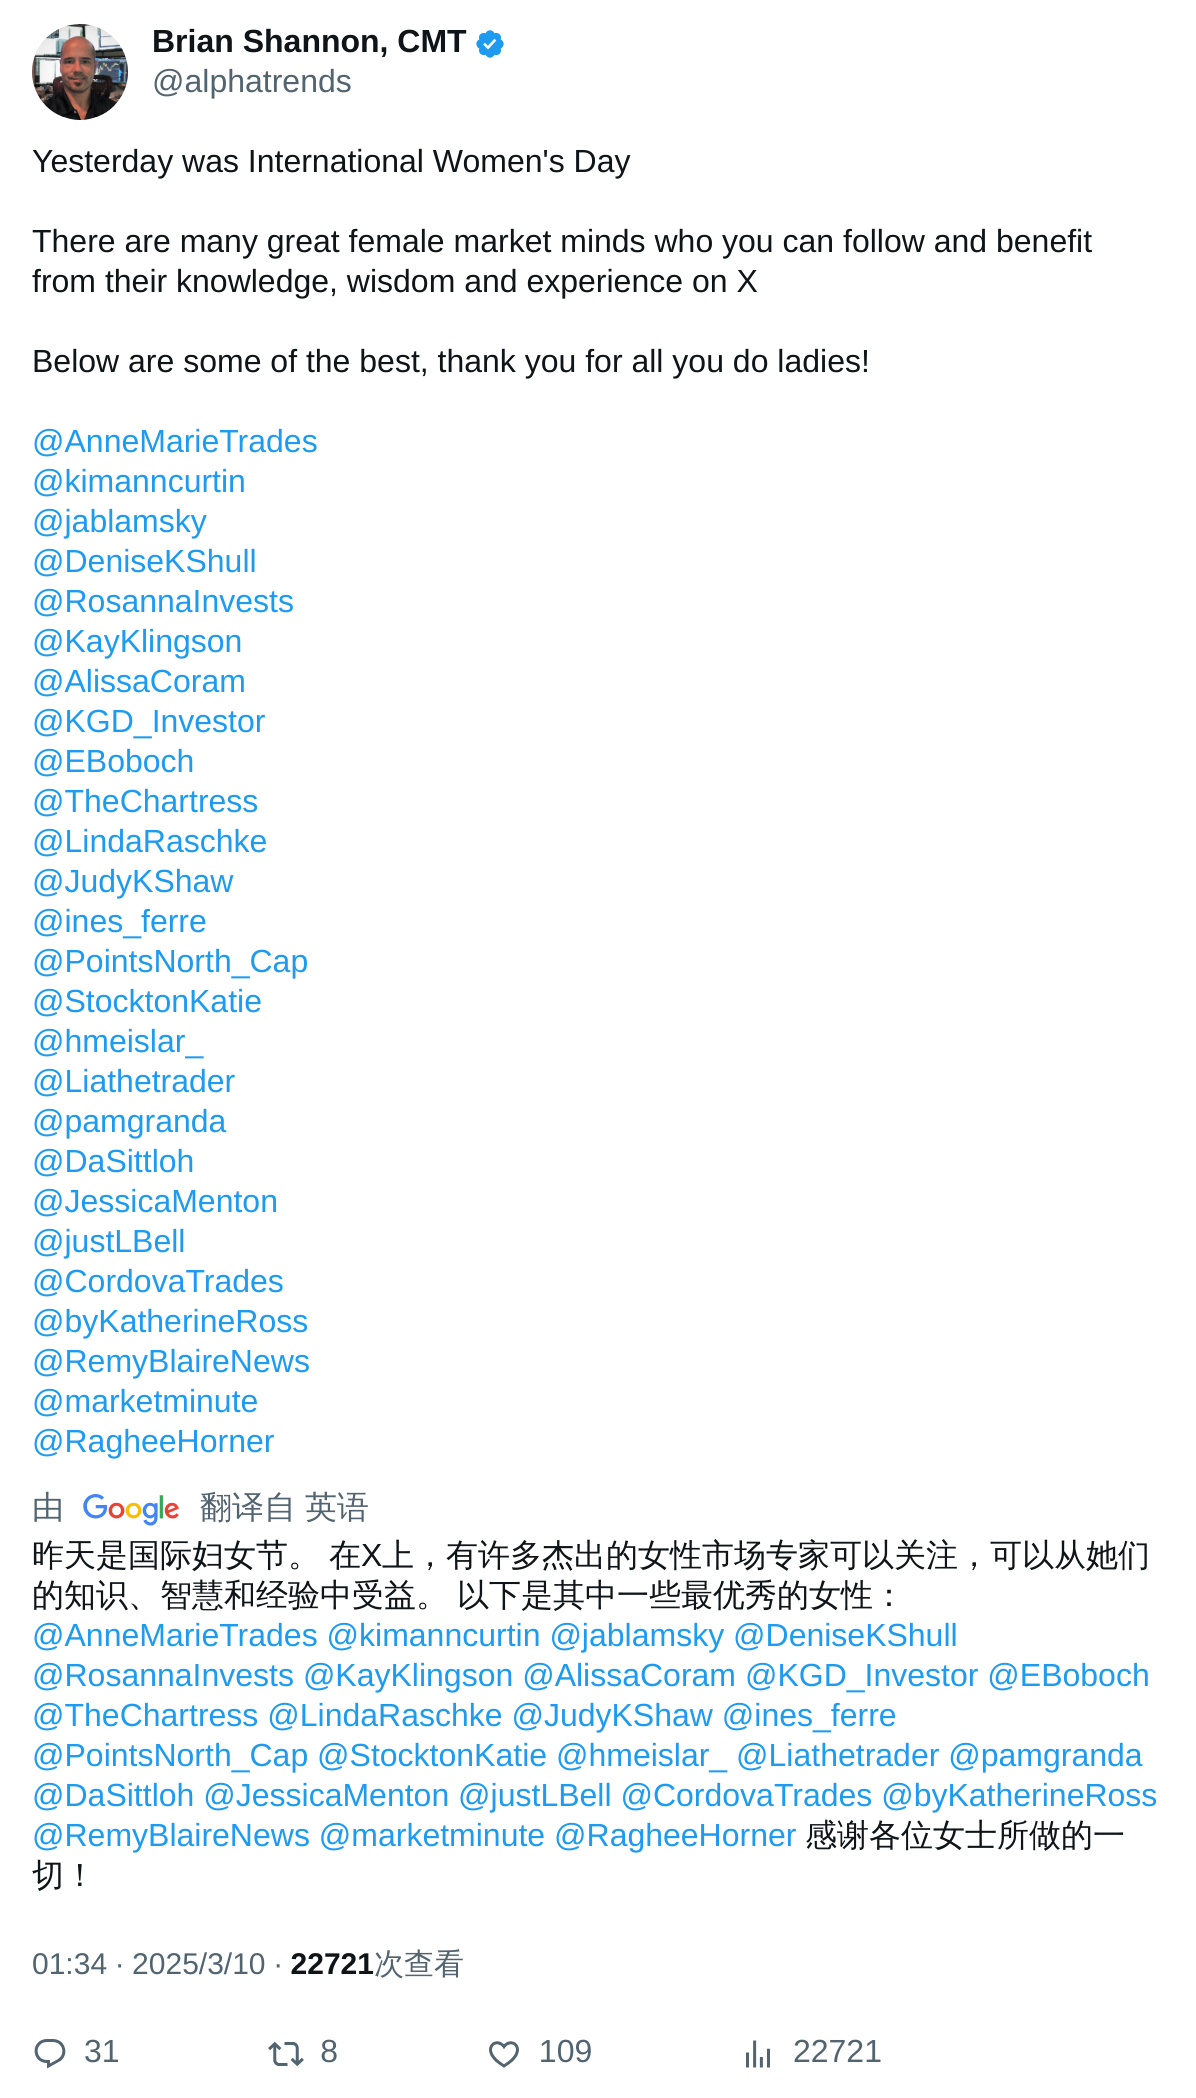 Brian Shannon, CMT
@alphatrends
Yesterday was International Women's Day
There are many great female market minds who you can follow and benefit
from their knowledge, wisdom and experience on X
Below are some of the best, thank you for all you do ladies!
@AnneMarieTrades
@kimanncurtin
@jablamsky
@DeniseKShull
@RosannaInvests
@KayKlingson
@AlissaCoram
@KGD_Investor
@EBoboch
@TheChartress
@LindaRaschke
@JudyKShaw
@ines_ferre
@PointsNorth_Cap
@StocktonKatie
@hmeislar_
@Liathetrader
@pamgranda
@DaSittloh
@JessicaMenton
@justLBell
@CordovaTrades
@byKatherineRoss
@RemyBlaireNews
@marketminute
@RagheeHorner
由 Google 翻译自 英语
昨天是国际妇女节。 在X上，有许多杰出的女性市场专家可以关注，可以从她们
的知识、智慧和经验中受益。 以下是其中一些最优秀的女性：
@AnneMarieTrades @kimanncurtin @jablamsky @DeniseKShull
@RosannaInvests @KayKlingson @AlissaCoram @KGD_Investor @EBoboch
@TheChartress @LindaRaschke @JudyKShaw @ines_ferre
@PointsNorth_Cap @StocktonKatie @hmeislar_ @Liathetrader @pamgranda
@DaSittloh @JessicaMenton @justLBell @CordovaTrades @byKatherineRoss
@RemyBlaireNews @marketminute @RagheeHorner 感谢各位女士所做的一
切！
01:34 · 2025/3/10 · 22721次查看
31 8 109 22721